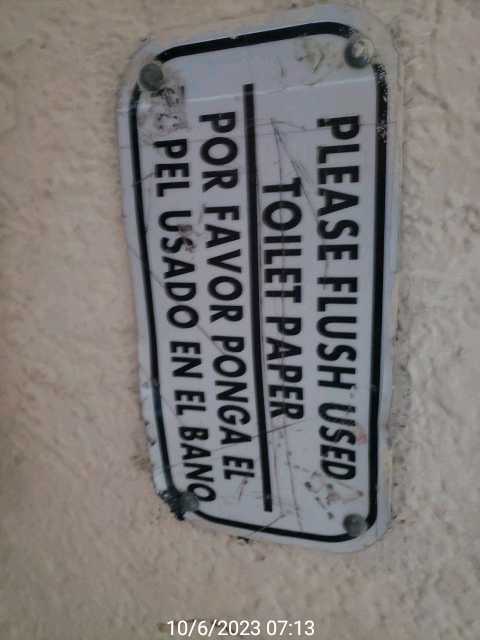 PLEASE FLUSH USED
TOILET PAPER
POR FAVOR PONGA EL
PEL USADO EN EL BANO
10/6/2023 07:13